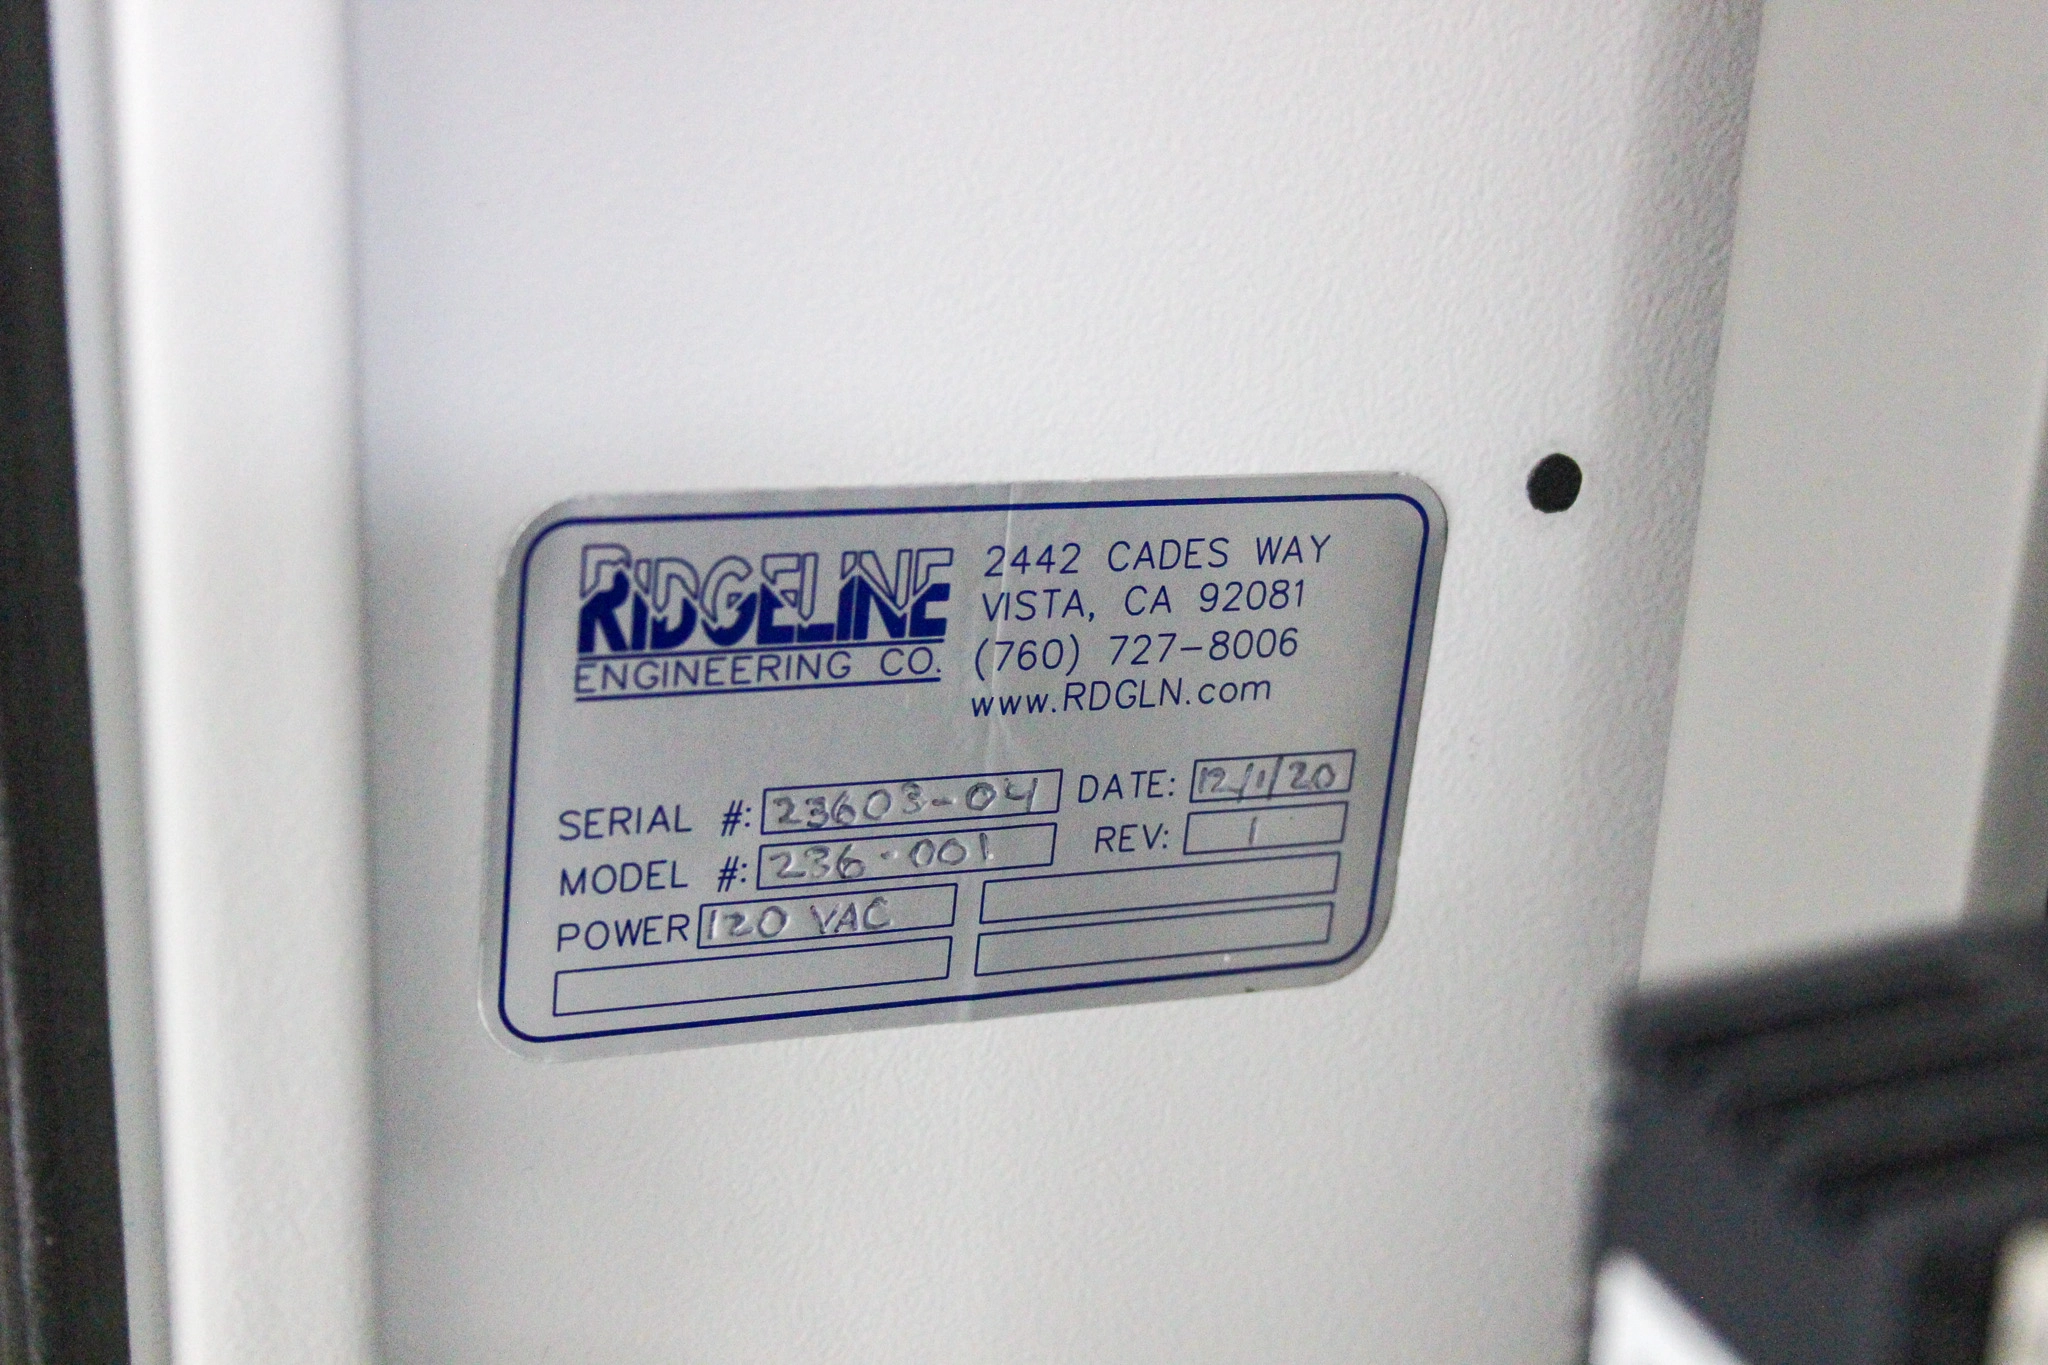 RIDGELINE
ENGINEERING CO.
2442 CADES WAY
VISTA, CA 92081
(760) 727-8006
www.RDGLN.com
SERIAL #: 23603-04 DATE: 12/1/20
MODEL #: 236-001 REV: 1
POWER 120 VAC